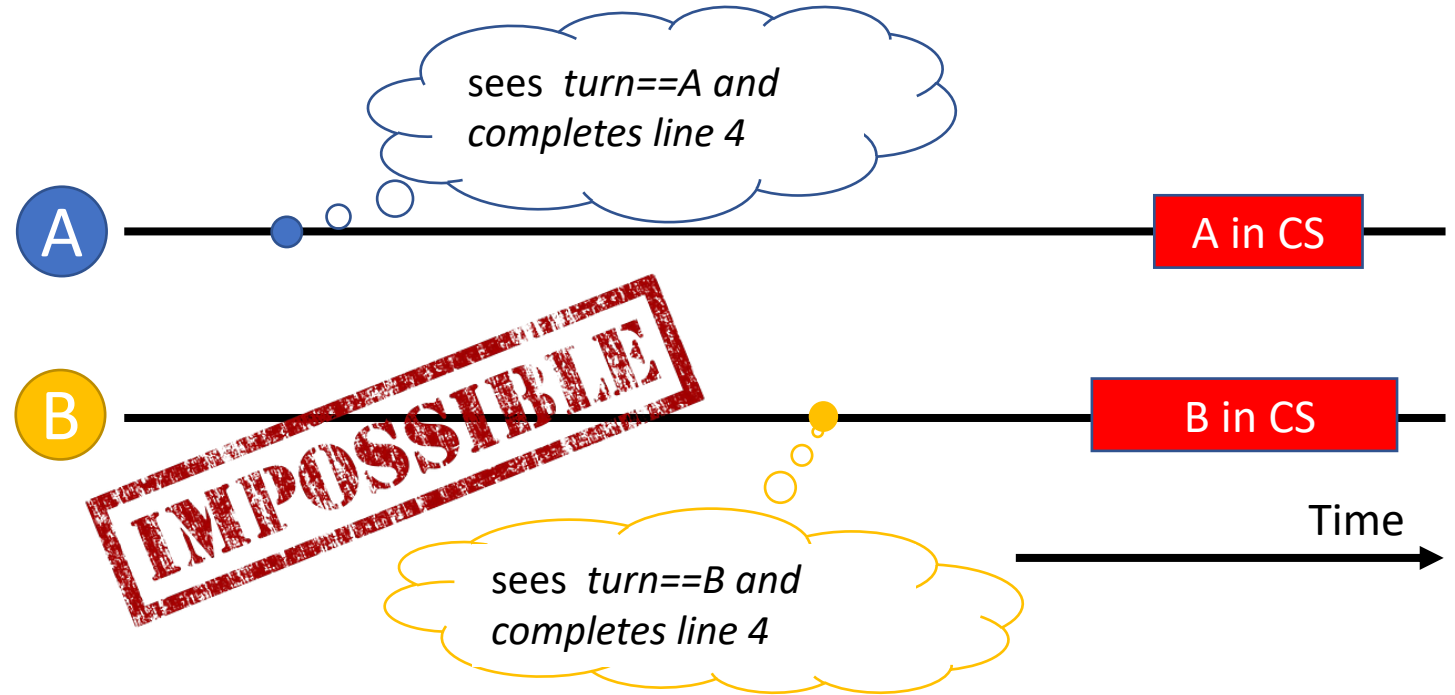 sees turn==A and
completes line 4
A
A in CS
IMPOSSIBLE
B
B in CS
Time
sees turn==B and
completes line 4